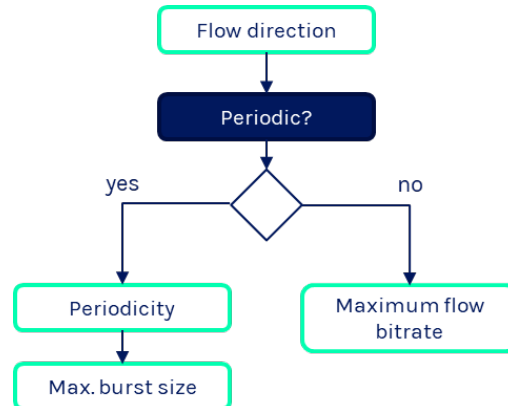 Flow direction
Periodic?
yes
no
Periodicity
Maximum flow
bitrate
Max. burst size